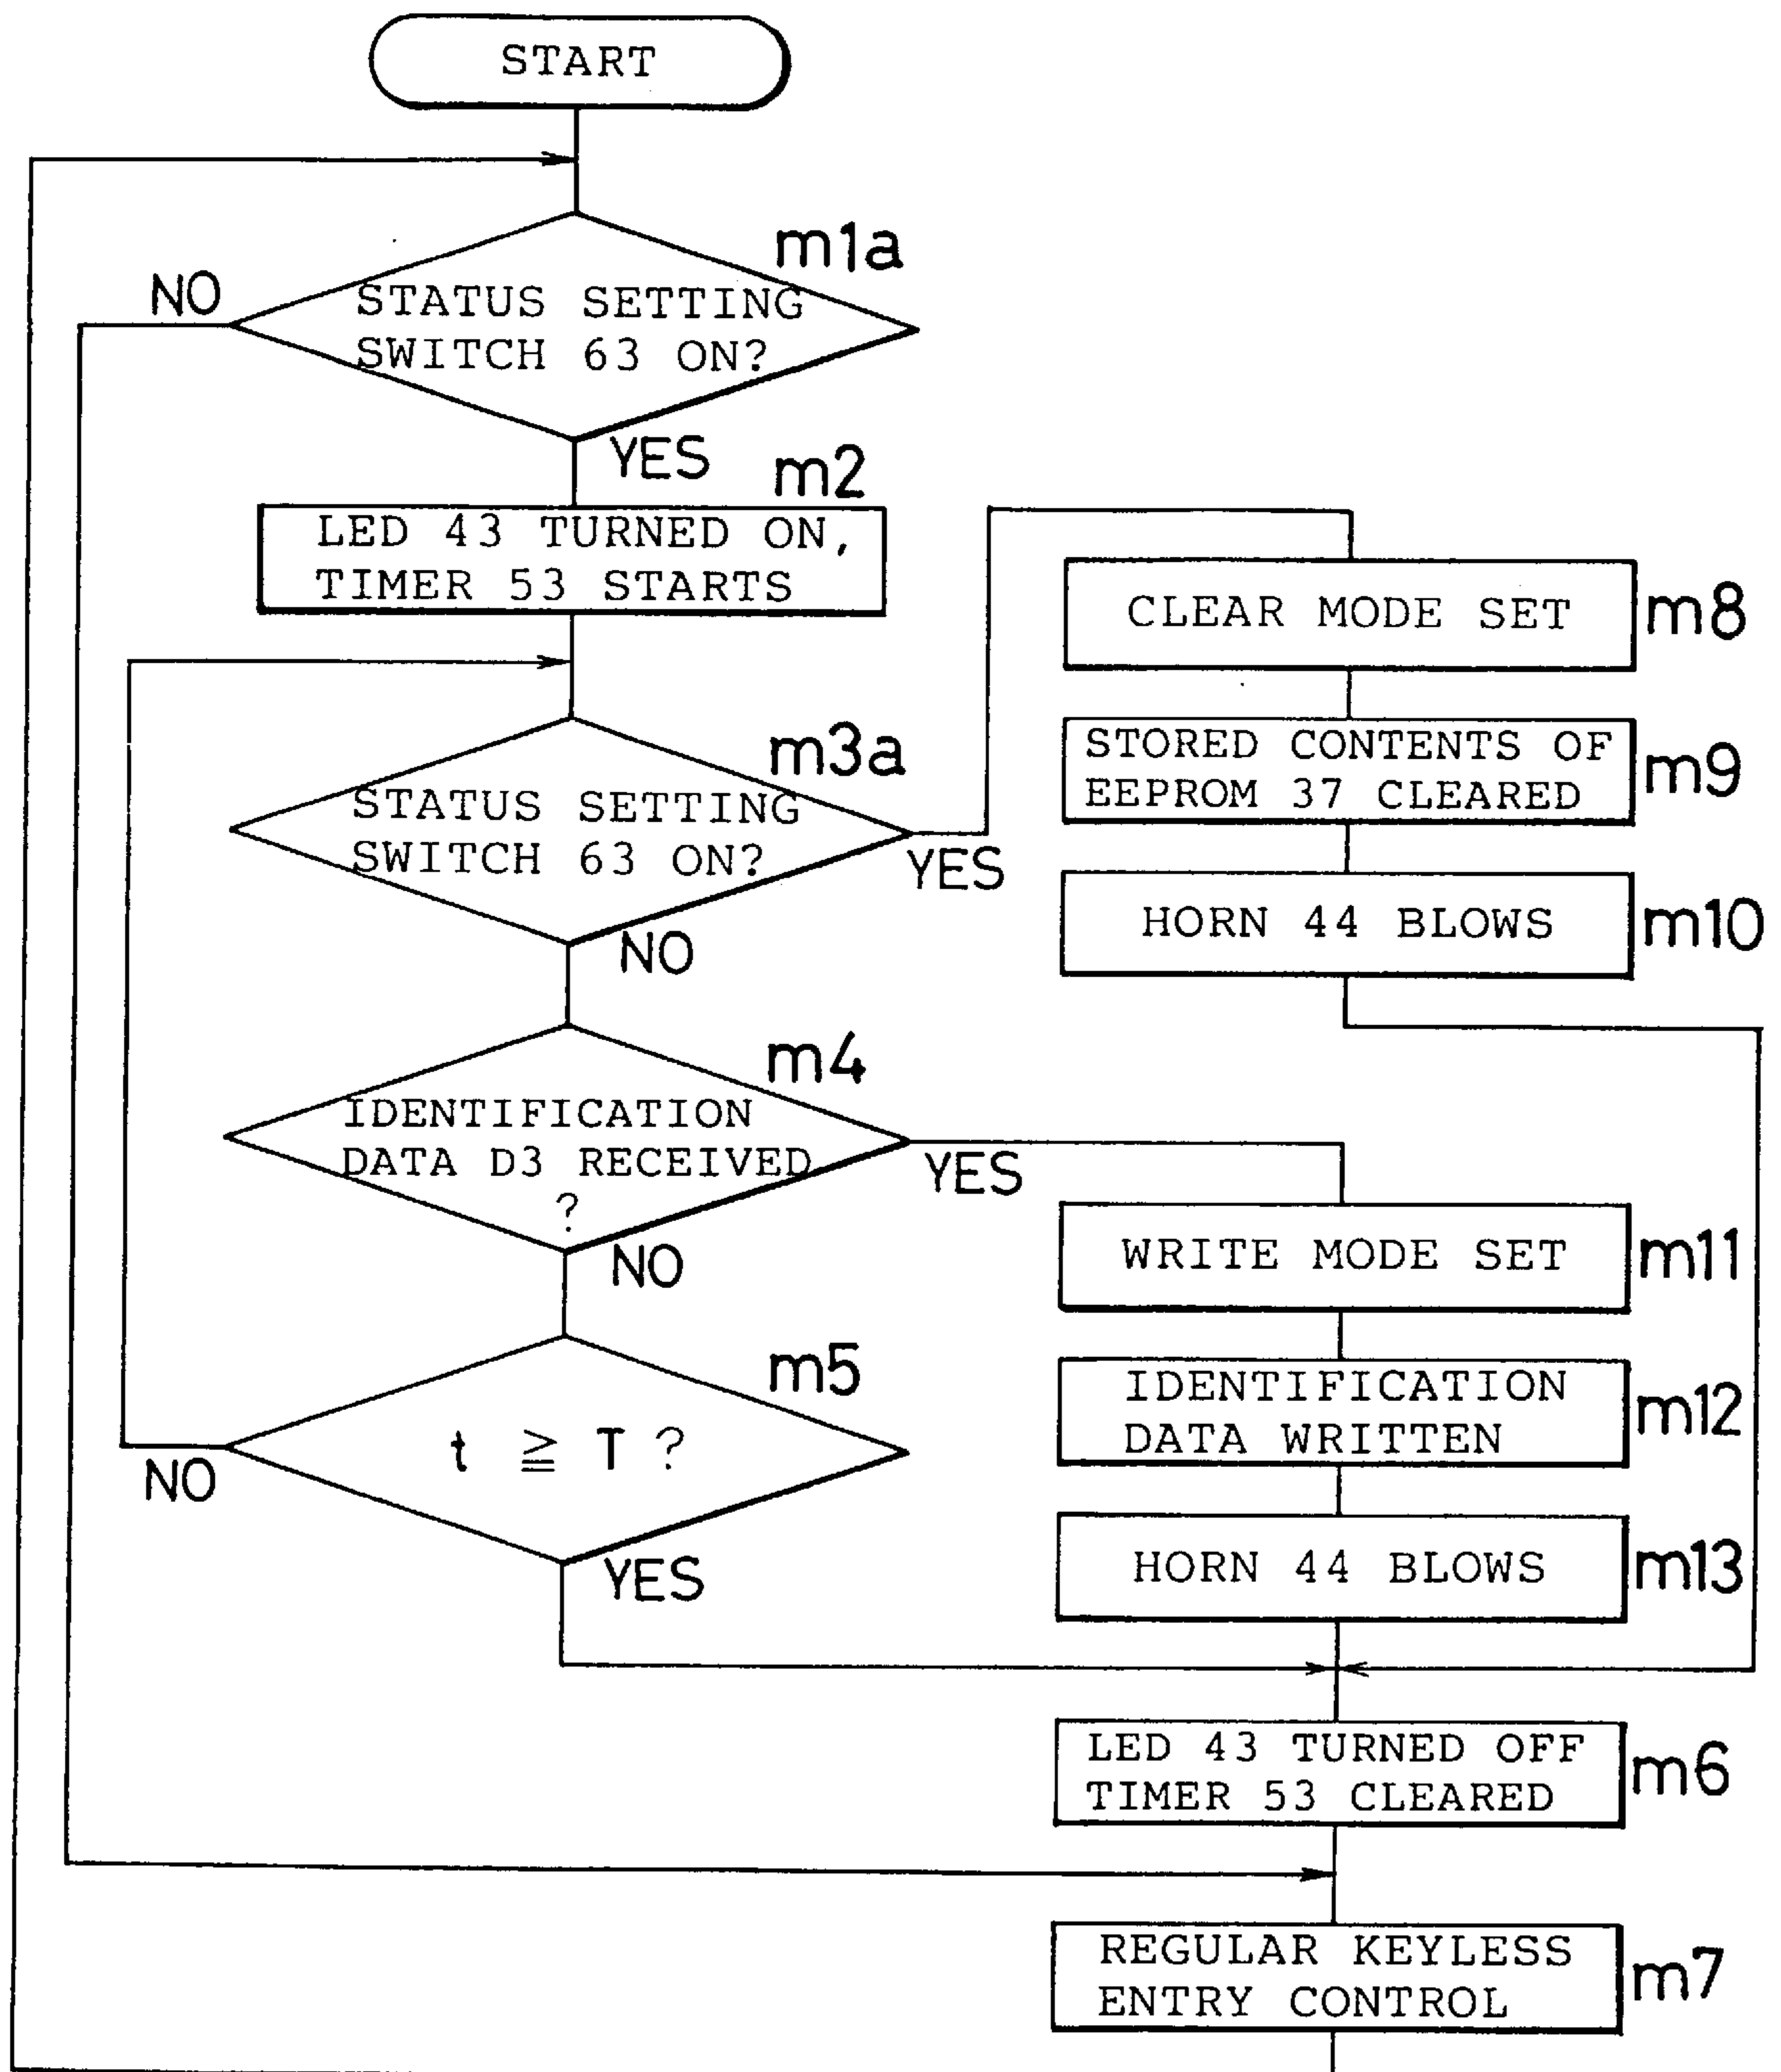 START
m1a
NO
STATUS SETTING
SWITCH 63 ON?
YES
m2
LED 43 TURNED ON,
TIMER 53 STARTS
m3a
STATUS SETTING
SWITCH 63 ON?
YES
NO
CLEAR MODE SET
m8
STORED CONTENTS OF
EEPROM 37 CLEARED
m9
HORN 44 BLOWS
m10
m4
IDENTIFICATION
DATA D3 RECEIVED
?
YES
NO
WRITE MODE SET
m11
m5
t ≧ T ?
NO
YES
IDENTIFICATION
DATA WRITTEN
m12
HORN 44 BLOWS
m13
LED 43 TURNED OFF
TIMER 53 CLEARED
m6
REGULAR KEYLESS
ENTRY CONTROL
m7